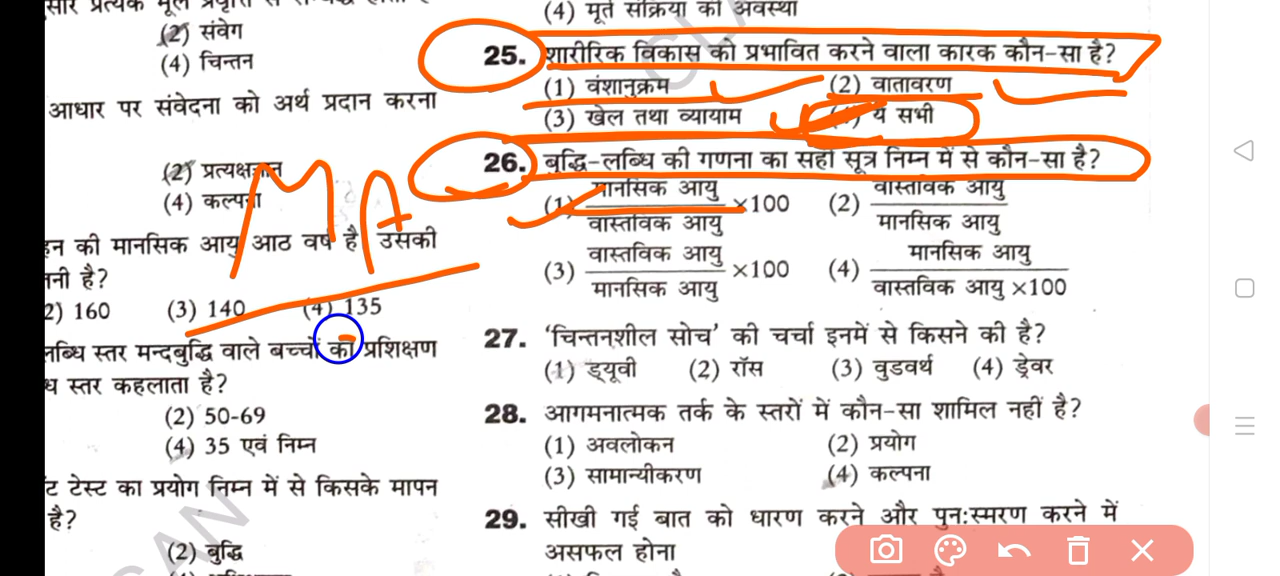 (2) संवेग
(4) चिन्तन
आधार पर संवेदना को अर्थ प्रदान करना
(2) प्रत्यक्षज्ञान
(4) कल्पना
हन की मानसिक आयु आठ वर्ष है, उसकी
नी है?
2) 160 (3) 140 (4) 135
लब्धि स्तर मन्दबुद्धि वाले बच्चों को प्रशिक्षण
ध स्तर कहलाता है?
(2) 50-69
(4) 35 एवं निम्न
ट टेस्ट का प्रयोग निम्न में से किसके मापन
है?
(2) बुद्धि
MA
(4) मूर्त संक्रिया की अवस्था
25. शारीरिक विकास को प्रभावित करने वाला कारक कौन-सा है?
(1) वंशानुक्रम (2) वातावरण
(3) खेल तथा व्यायाम (4) ये सभी
26. बुद्धि-लब्धि की गणना का सही सूत्र निम्न में से कौन-सा है?
(1) मानसिक आयु / वास्तविक आयु ×100 (2) वास्तविक आयु / मानसिक आयु
(3) वास्तविक आयु / मानसिक आयु ×100 (4) मानसिक आयु / वास्तविक आयु ×100
27. 'चिन्तनशील सोच' की चर्चा इनमें से किसने की है?
(1) ड्यूवी (2) रॉस (3) वुडवर्थ (4) ड्रेवर
28. आगमनात्मक तर्क के स्तरों में कौन-सा शामिल नहीं है?
(1) अवलोकन (2) प्रयोग
(3) सामान्यीकरण (4) कल्पना
29. सीखी गई बात को धारण करने और पुनःस्मरण करने में
असफल होना